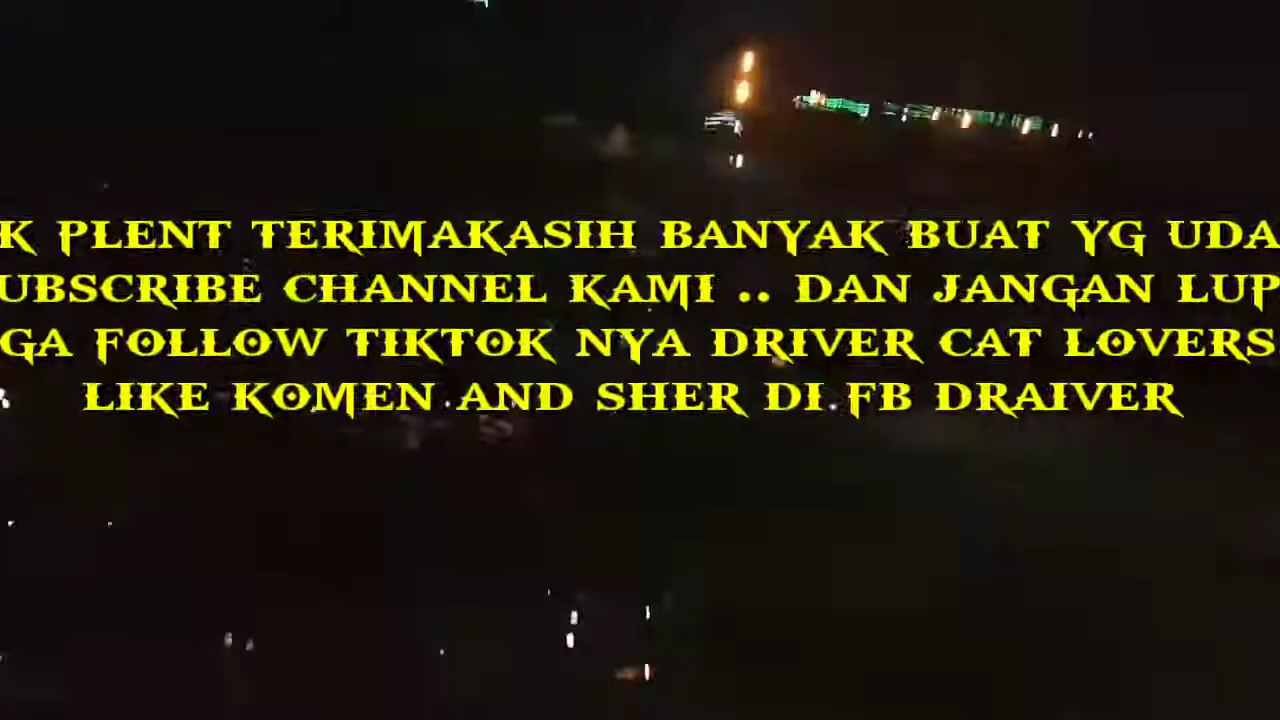 K PLENT TERIMAKASIH BANYAK BUAT YG UDA
UBSCRIBE CHANNEL KAMI .. DAN JANGAN LUP
GA FOLLOW TIKTOK NYA DRIVER CAT LOVERS
LIKE KOMEN AND SHER DI FB DRAIVER